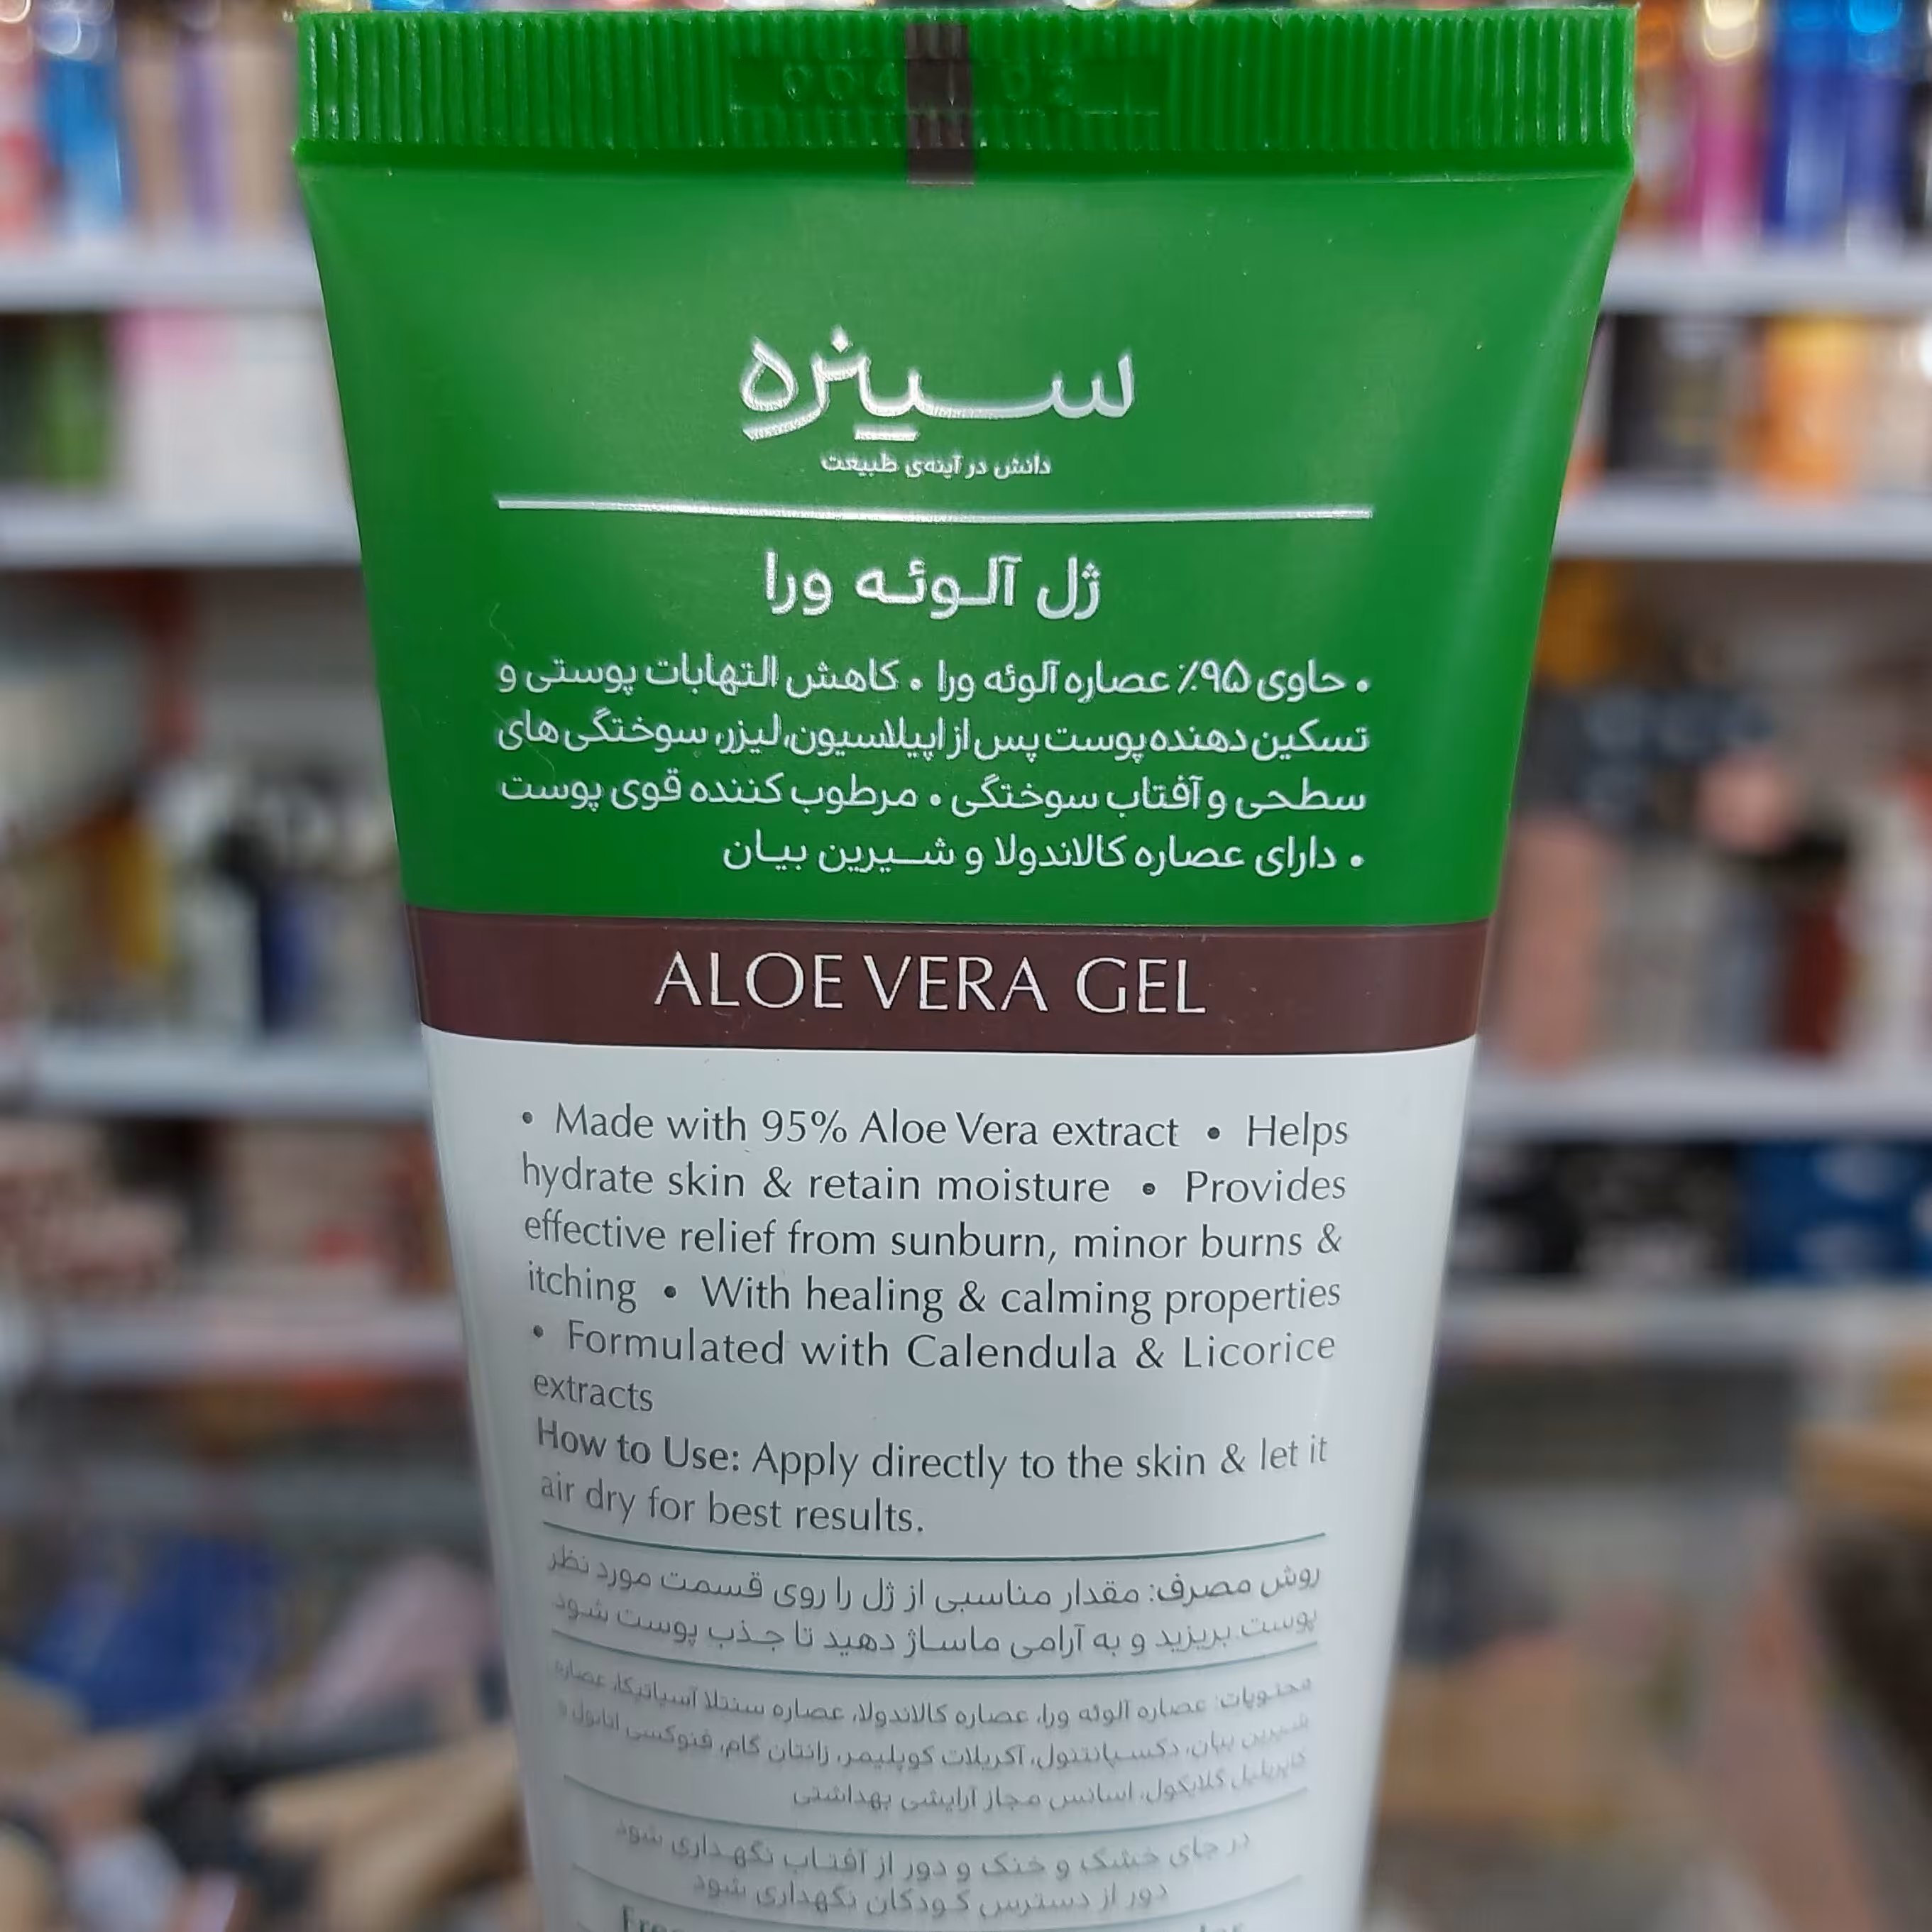 سینره
دانش در آینه‌ی طبیعت
ژل آلوئه ورا
• حاوی ۹۵٪ عصاره آلوئه ورا • کاهش التهابات پوستی و
تسکین دهنده پوست پس از اپیلاسیون، لیزر، سوختگی های
سطحی و آفتاب سوختگی • مرطوب کننده قوی پوست
• دارای عصاره کالاندولا و شیرین بیان
ALOE VERA GEL
• Made with 95% Aloe Vera extract • Helps
hydrate skin & retain moisture • Provides
effective relief from sunburn, minor burns &
itching • With healing & calming properties
• Formulated with Calendula & Licorice
extracts
How to Use: Apply directly to the skin & let it
air dry for best results.
روش مصرف: مقدار مناسبی از ژل را روی قسمت مورد نظر
پوست بریزید و به آرامی ماساژ دهید تا جذب پوست شود
محتویات: عصاره آلوئه ورا، عصاره کالاندولا، عصاره سنتلا آسیاتیکا، عصاره
شیرین بیان، دکسپانتنول، آکریلات کوپلیمر، زانتان گام، فنوکسی اتانول و
کاپریلیل گلایکول، اسانس مجاز آرایشی بهداشتی
در جای خشک و خنک و دور از آفتاب نگهداری شود
دور از دسترس کودکان نگهداری شود